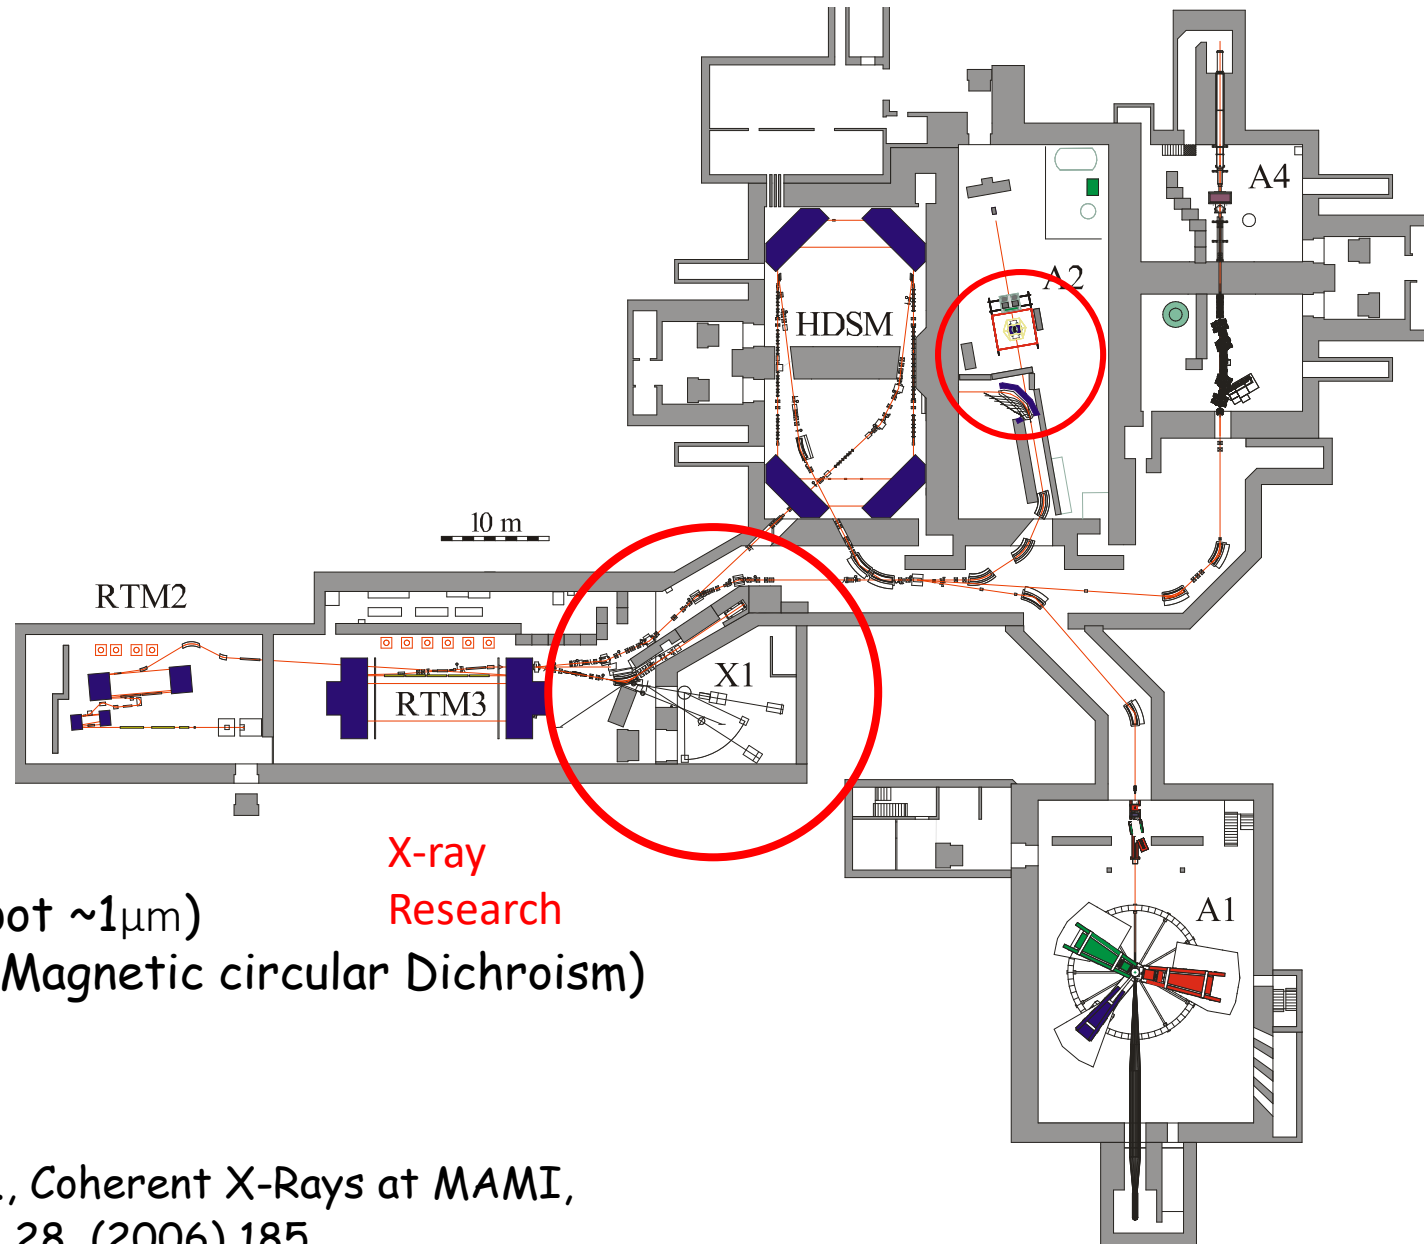 A4
A2
HDSM
10 m
RTM2
X1
RTM3
X-ray
Research
A1
pot ~1μm)
Magnetic circular Dichroism)
., Coherent X-Rays at MAMI,
28, (2006) 185